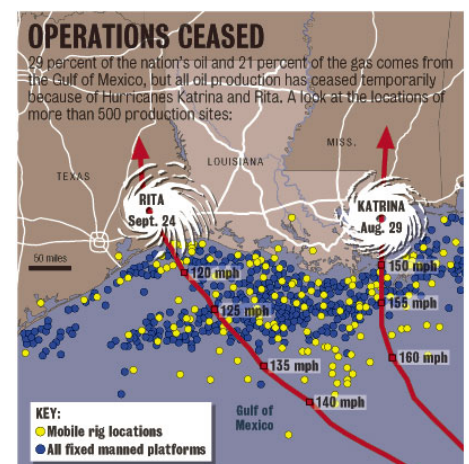 OPERATIONS CEASED
29 percent of the nation's oil and 21 percent of the gas comes from
the Gulf of Mexico, but all oil production has ceased temporarily
because of Hurricanes Katrina and Rita. A look at the locations of
more than 500 production sites:
MISS.
LOUISIANA
TEXAS
RITA
Sept. 24
KATRINA
Aug. 29
50 miles
120 mph
150 mph
125 mph
155 mph
135 mph
160 mph
140 mph
Gulf of
Mexico
KEY:
Mobile rig locations
All fixed manned platforms